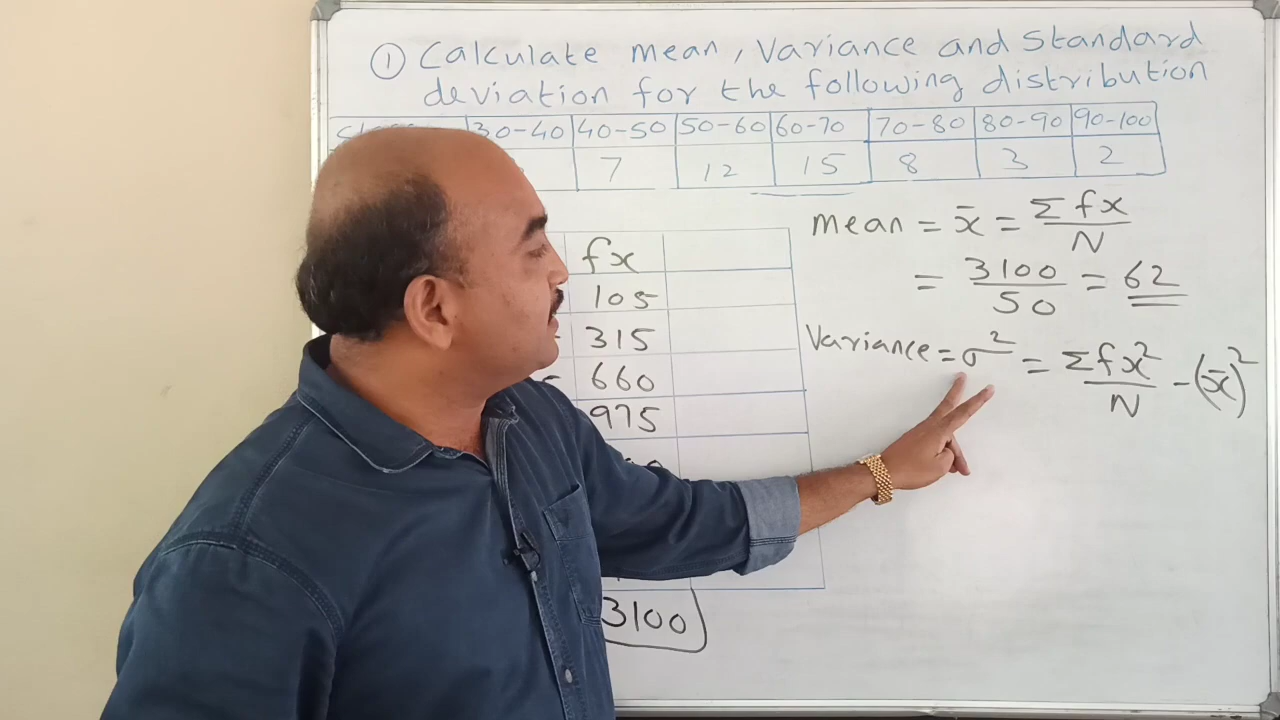 ① Calculate mean, Variance and Standard
deviation for the following distribution
30-40 40-50 50-60 60-70 70-80 80-90 90-100
7 12 15 8 3 2
mean = x̄ = Σfx/N
= 3100/50 = 62
Variance = σ² = Σfx²/N - (x̄)²
fx
105
315
660
975
3100